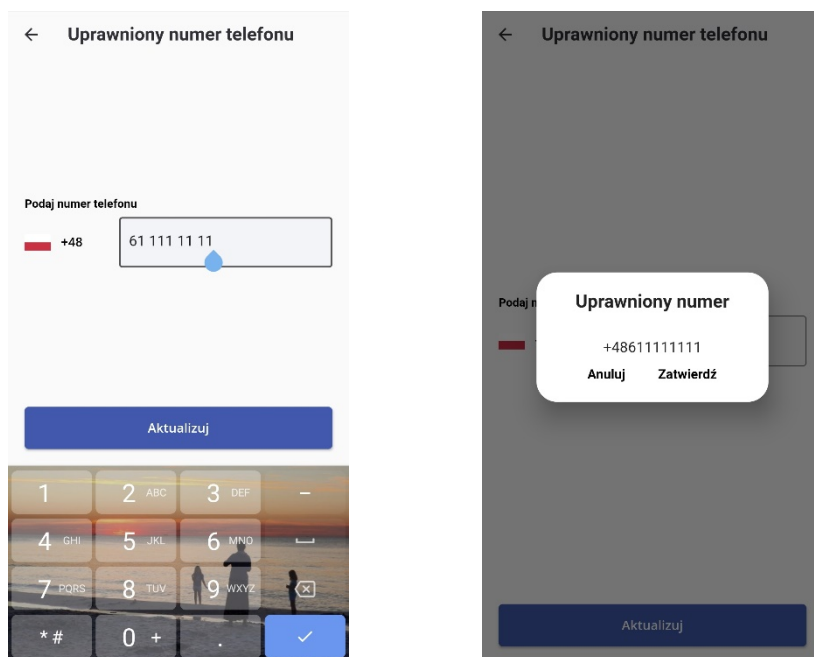 Uprawniony numer telefonu
Podaj numer telefonu
+48 61 111 11 11
Aktualizuj
1 2 ABC 3 DEF -
4 GHI 5 JKL 6 MNO
7 PQRS 8 TUV 9 WXYZ
*# 0 + .
Uprawniony numer telefonu
Podaj n
Uprawniony numer
+48611111111
Anuluj Zatwierdź
Aktualizuj